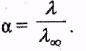 α = λ / λ∞ .